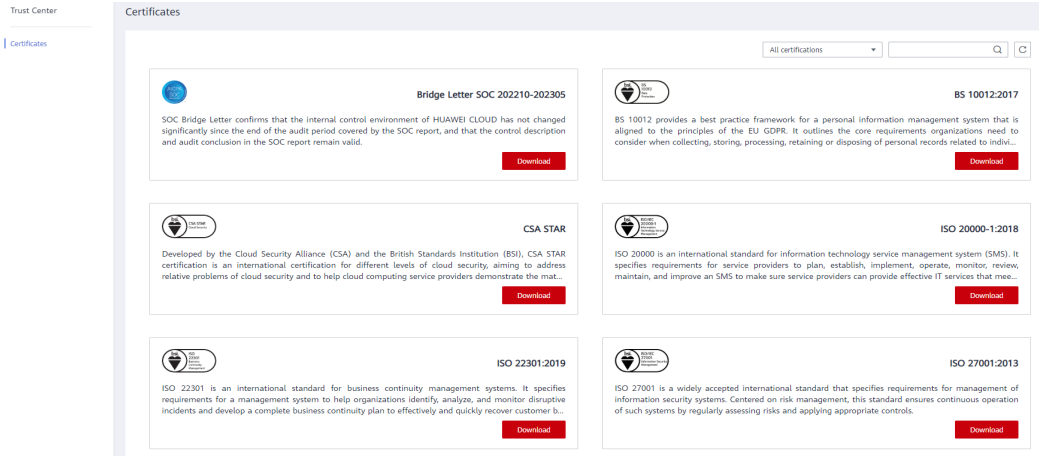 Trust Center
Certificates
Certificates
All certifications
Bridge Letter SOC 202210-202305
SOC Bridge Letter confirms that the internal control environment of HUAWEI CLOUD has not changed
significantly since the end of the audit period covered by the SOC report, and that the control description
and audit conclusion in the SOC report remain valid.
Download
BS 10012:2017
BS 10012 provides a best practice framework for a personal information management system that is
aligned to the principles of the EU GDPR. It outlines the core requirements organizations need to
consider when collecting, storing, processing, retaining or disposing of personal records related to indivi...
Download
CSA STAR
Developed by the Cloud Security Alliance (CSA) and the British Standards Institution (BSI), CSA STAR
certification is an international certification for different levels of cloud security, aiming to address
relative problems of cloud security and to help cloud computing service providers demonstrate the mat...
Download
ISO 20000-1:2018
ISO 20000 is an international standard for information technology service management system (SMS). It
specifies requirements for service providers to plan, establish, implement, operate, monitor, review,
maintain, and improve an SMS to make sure service providers can provide effective IT services that mee...
Download
ISO 22301:2019
ISO 22301 is an international standard for business continuity management systems. It specifies
requirements for a management system to help organizations identify, analyze, and monitor disruptive
incidents and develop a complete business continuity plan to effectively and quickly recover customer b...
Download
ISO 27001:2013
ISO 27001 is a widely accepted international standard that specifies requirements for management of
information security systems. Centered on risk management, this standard ensures continuous operation
of such systems by regularly assessing risks and applying appropriate controls.
Download